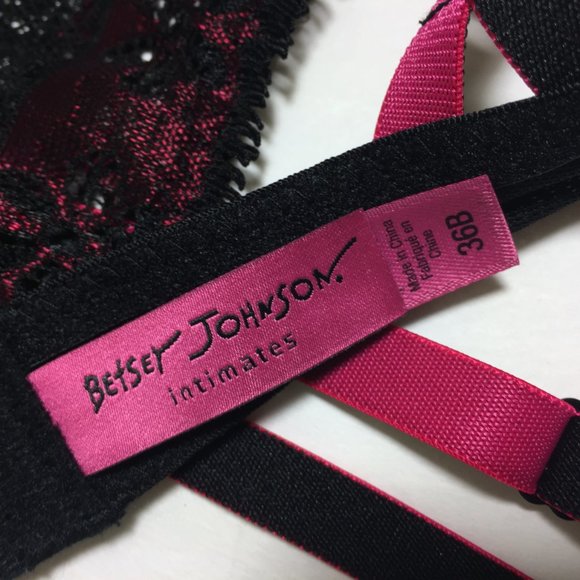 BETSEY JOHNSON.
intimates
36B
Made in China
Fabriqué en
Chine